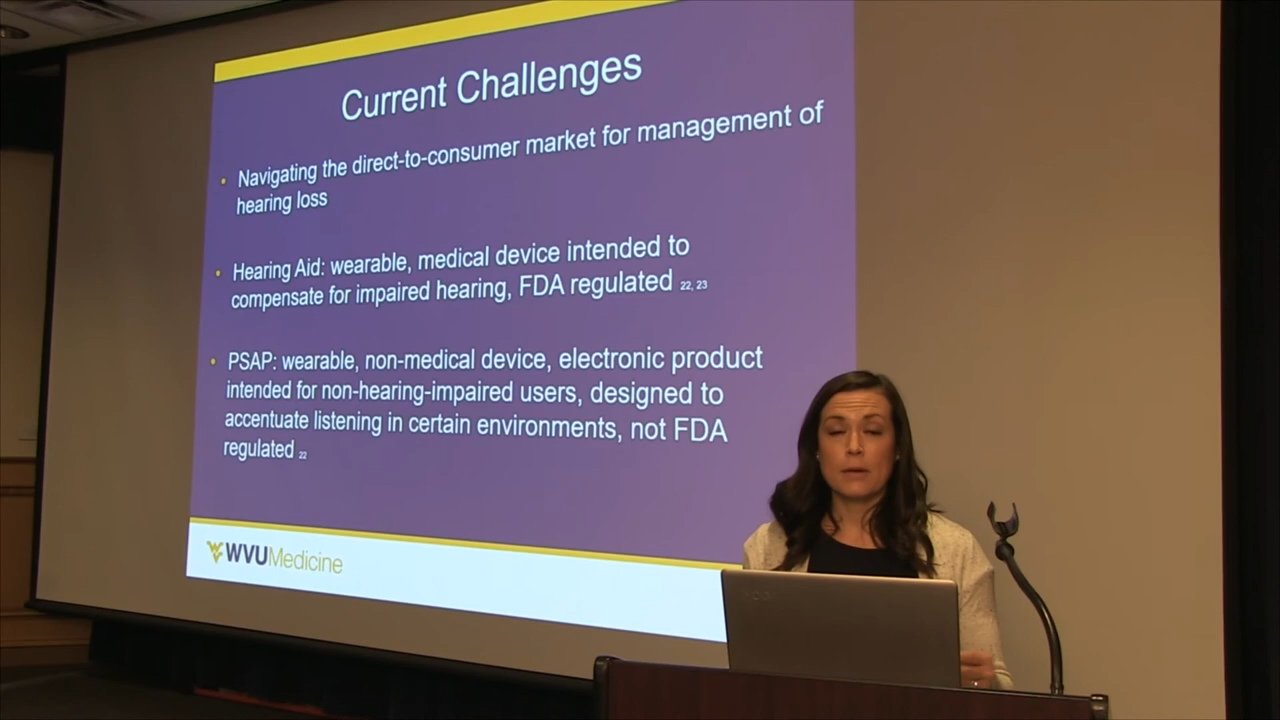 Current Challenges
• Navigating the direct-to-consumer market for management of
hearing loss
• Hearing Aid: wearable, medical device intended to
compensate for impaired hearing, FDA regulated 22, 23
• PSAP: wearable, non-medical device, electronic product
intended for non-hearing-impaired users, designed to
accentuate listening in certain environments, not FDA
regulated 22
WVUMedicine